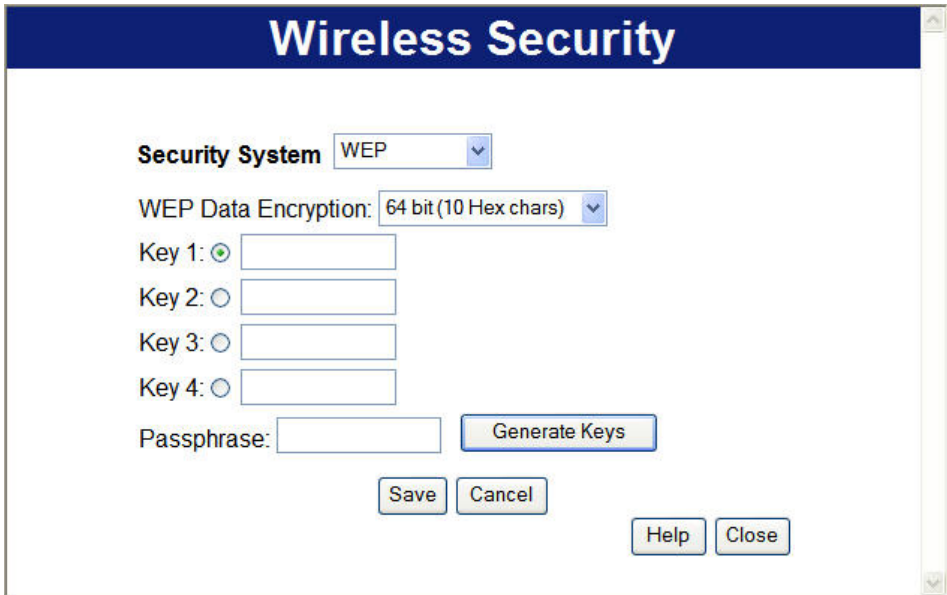 Wireless Security
Security System WEP
WEP Data Encryption: 64 bit (10 Hex chars)
Key 1:
Key 2:
Key 3:
Key 4:
Passphrase: Generate Keys
Save Cancel
Help Close